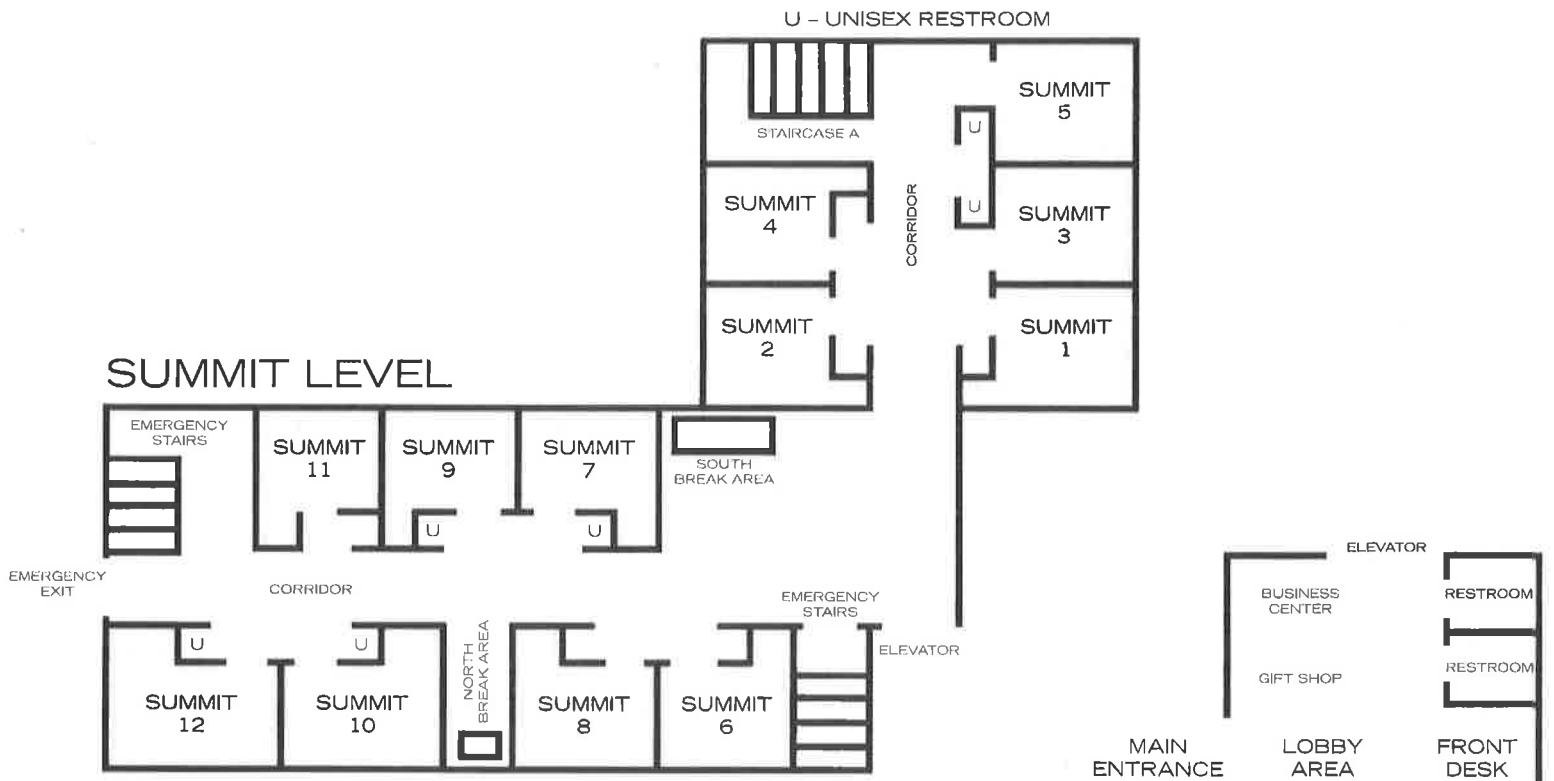 U – UNISEX RESTROOM
SUMMIT
5
U
STAIRCASE A
SUMMIT
4
CORRIDOR
U
SUMMIT
3
SUMMIT
2
SUMMIT
1
SUMMIT LEVEL
EMERGENCY
STAIRS
SUMMIT
11
SUMMIT
9
SUMMIT
7
SOUTH
BREAK AREA
U
U
EMERGENCY
EXIT
CORRIDOR
EMERGENCY
STAIRS
ELEVATOR
U
U
NORTH
BREAK AREA
SUMMIT
12
SUMMIT
10
SUMMIT
8
SUMMIT
6
ELEVATOR
BUSINESS
CENTER
RESTROOM
GIFT SHOP
RESTROOM
MAIN
ENTRANCE
LOBBY
AREA
FRONT
DESK